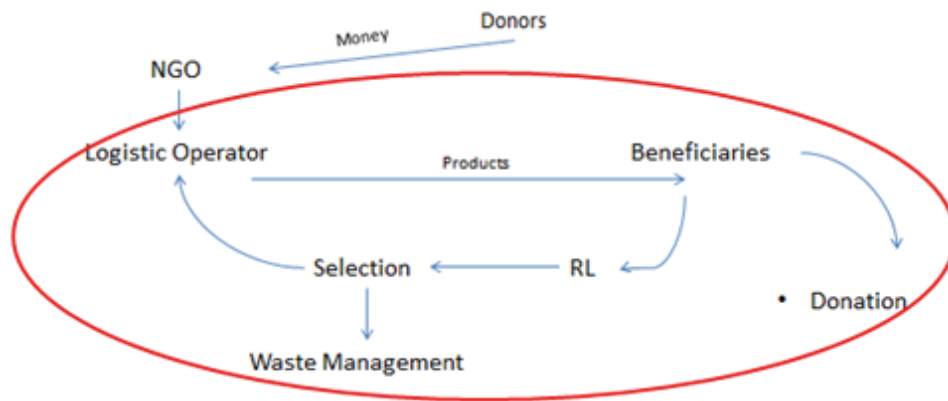 Donors
Money
NGO
Logistic Operator
Products
Beneficiaries
Selection
RL
• Donation
Waste Management